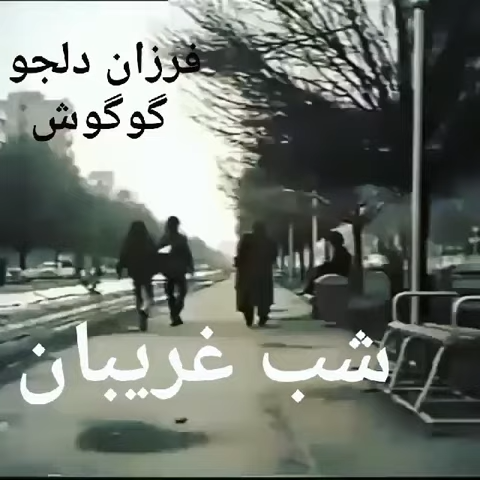 فرزان دلجو
گوگوش
شب غریبان